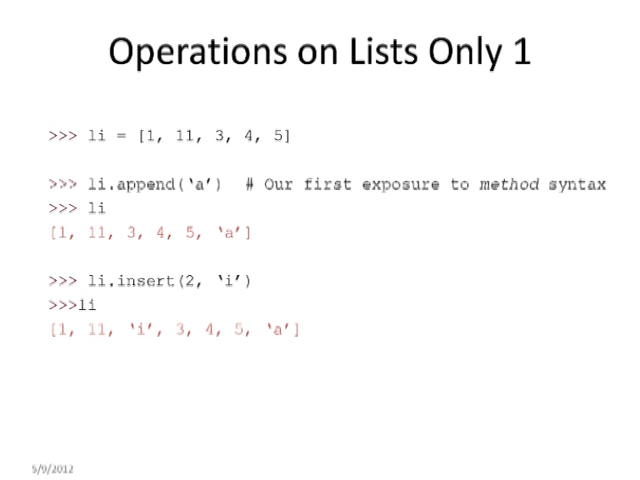 Operations on Lists Only 1
>>> li = [1, 11, 3, 4, 5]
>>> li.append(‘a’) # Our first exposure to method syntax
>>> li
[1, 11, 3, 4, 5, ‘a’]
>>> li.insert(2, ‘i’)
>>>li
[1, 11, ‘i’, 3, 4, 5, ‘a’]
5/9/2012